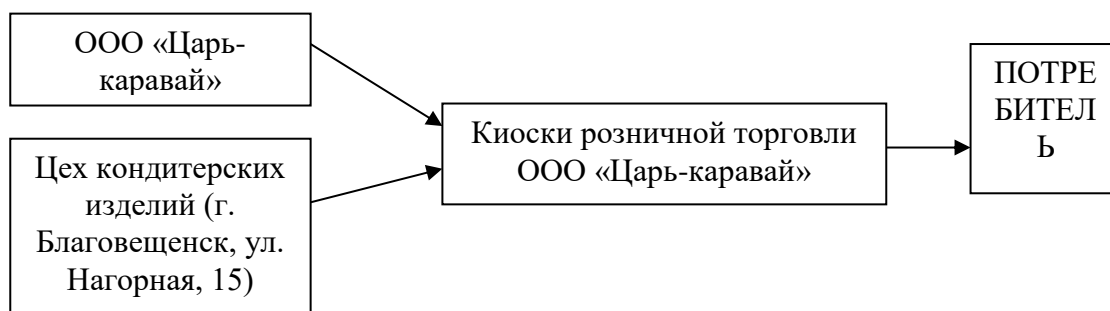 ООО «Царь-
каравай»
Цех кондитерских
изделий (г.
Благовещенск, ул.
Нагорная, 15)
Киоски розничной торговли
ООО «Царь-каравай»
ПОТРЕ
БИТЕЛ
Ь